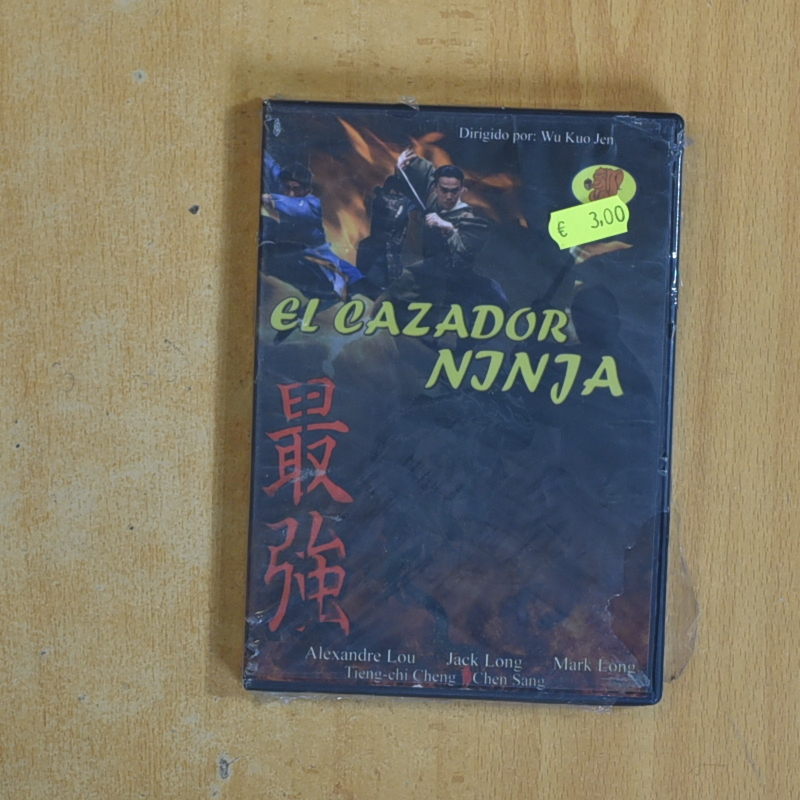 Dirigido por: Wu Kuo Jen
€ 3,00
EL CAZADOR
NINJA
最
強
Alexandre Lou Jack Long Mark Long
Tieng-chi Cheng Chen Sang